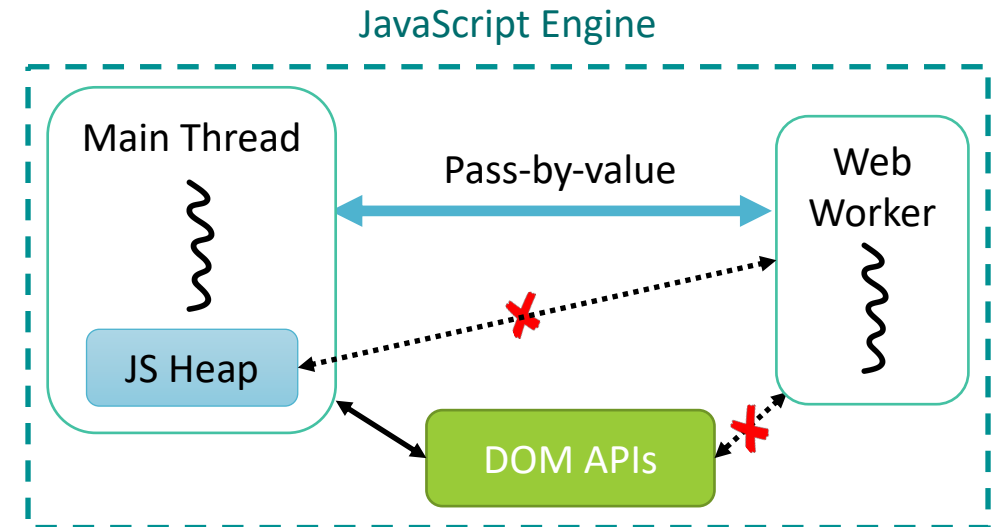 JavaScript Engine
Main Thread
Pass-by-value
Web
Worker
JS Heap
DOM APIs